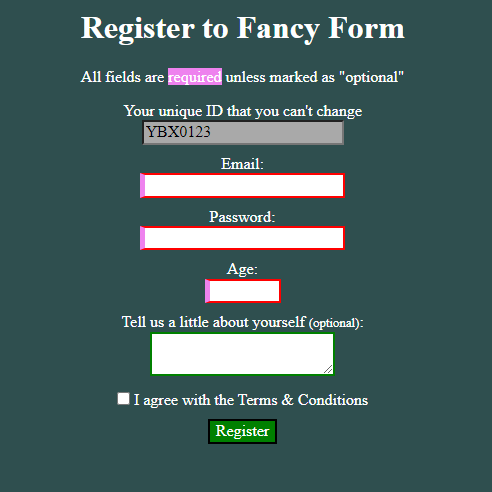 Register to Fancy Form
All fields are required unless marked as "optional"
Your unique ID that you can't change
YBX0123
Email:
Password:
Age:
Tell us a little about yourself (optional):
I agree with the Terms & Conditions
Register